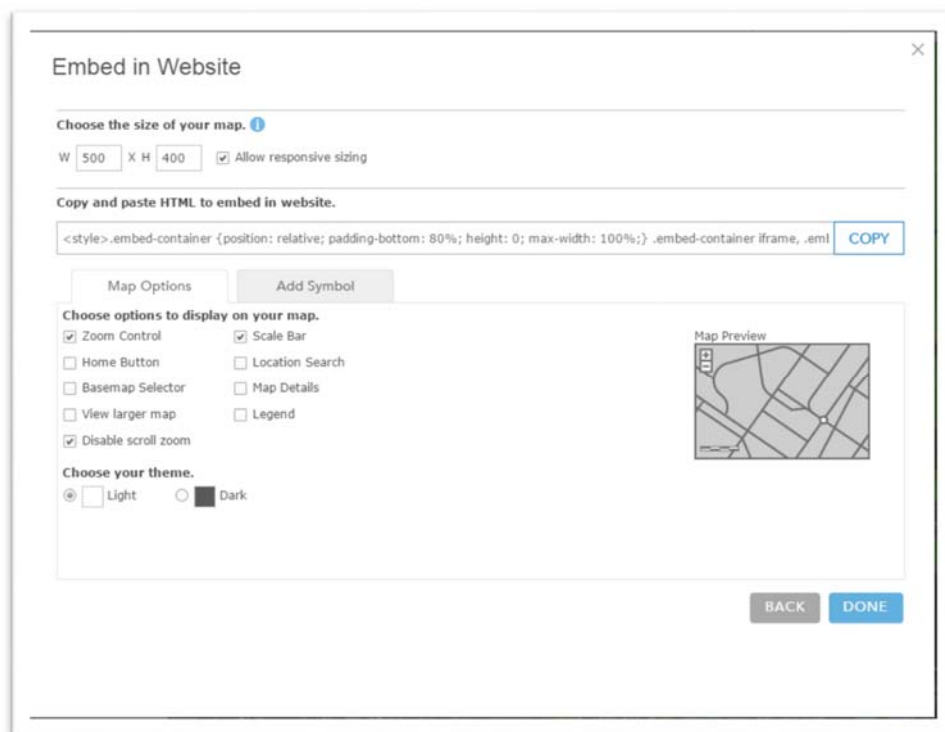 Embed in Website
Choose the size of your map.
W 500 X H 400 Allow responsive sizing
Copy and paste HTML to embed in website.
<style>.embed-container {position: relative; padding-bottom: 80%; height: 0; max-width: 100%;} .embed-container iframe, .eml COPY
Map Options Add Symbol
Choose options to display on your map.
Zoom Control Scale Bar Map Preview
Home Button Location Search
Basemap Selector Map Details
View larger map Legend
Disable scroll zoom
Choose your theme.
Light Dark
BACK DONE